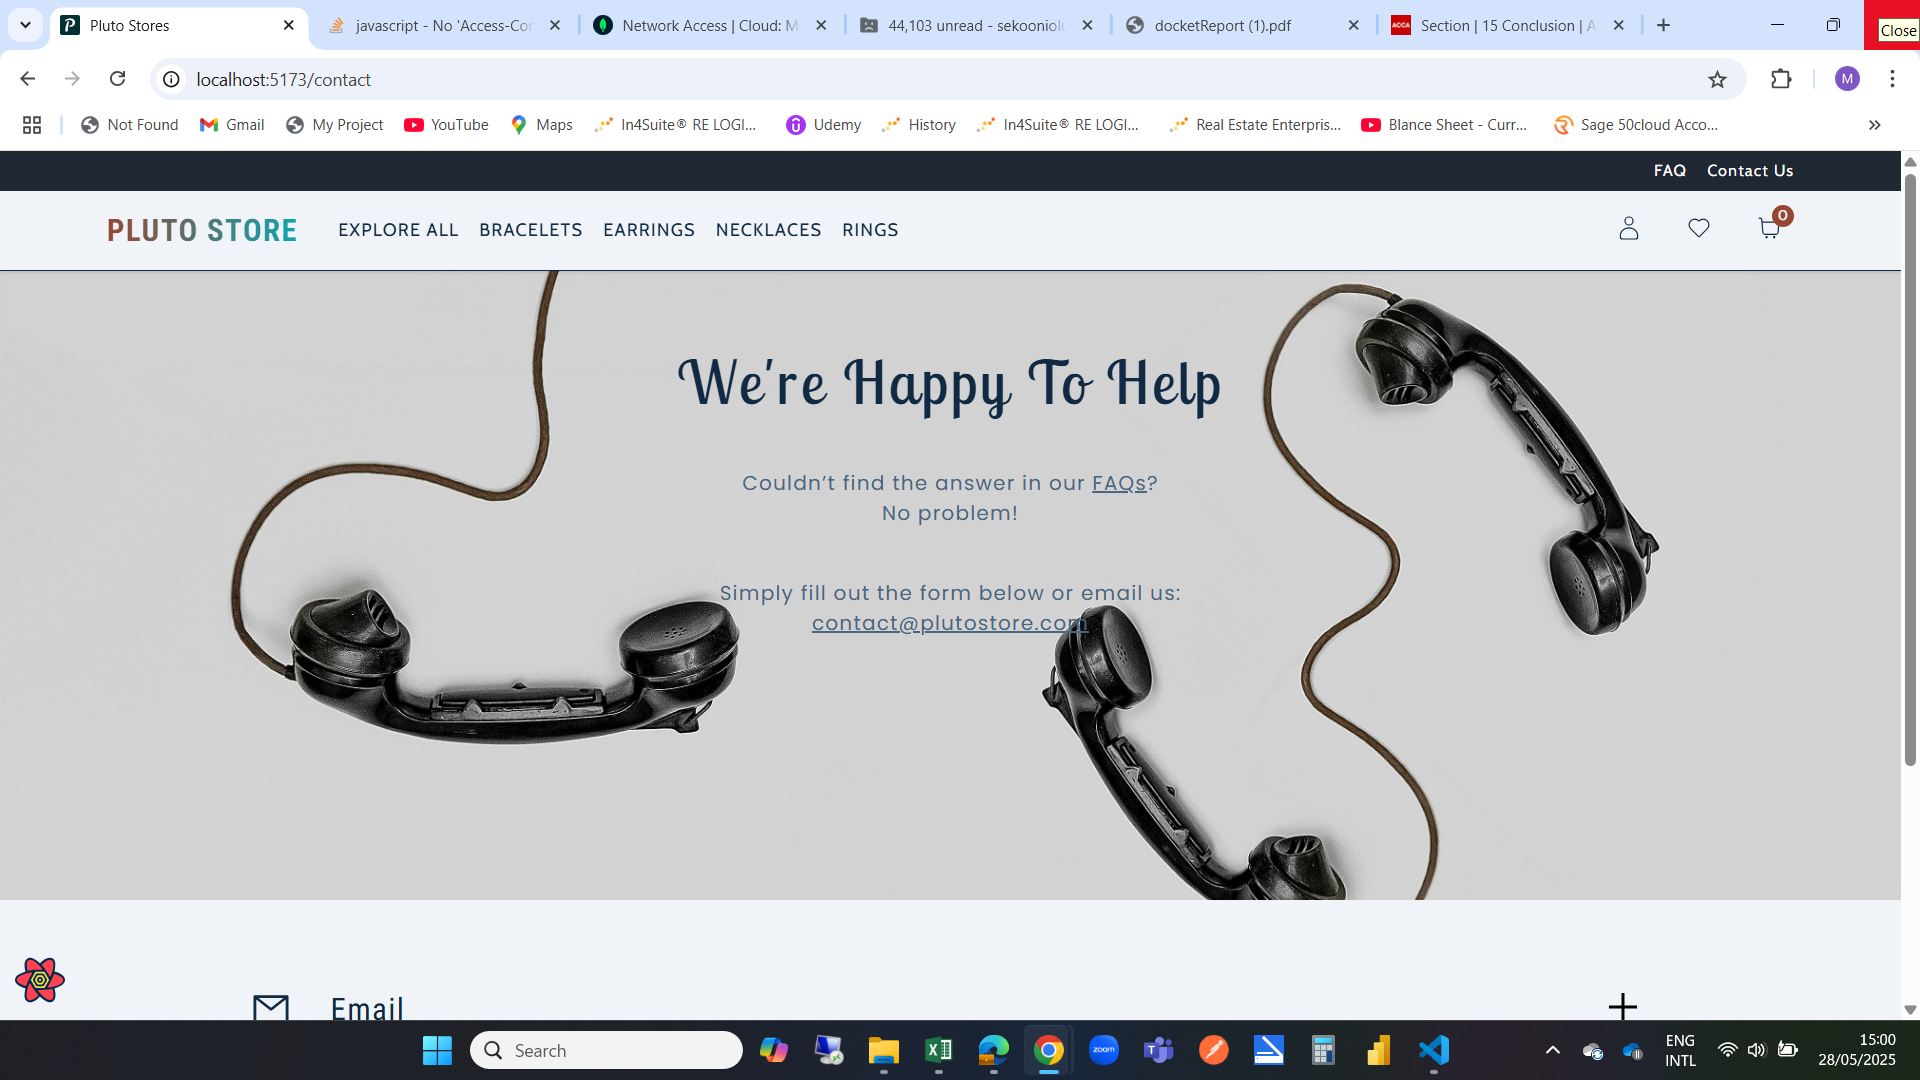 Pluto Stores
javascript - No 'Access-Con
Network Access | Cloud: M
44,103 unread - sekooniolu
docketReport (1).pdf
Section | 15 Conclusion | A
Close
localhost:5173/contact
M
Not Found
Gmail
My Project
YouTube
Maps
In4Suite® RE LOGI...
Udemy
History
In4Suite® RE LOGI...
Real Estate Enterpris...
Blance Sheet - Curr...
Sage 50cloud Acco...
FAQ
Contact Us
PLUTO STORE
EXPLORE ALL
BRACELETS
EARRINGS
NECKLACES
RINGS
0
We're Happy To Help
Couldn’t find the answer in our FAQs?
No problem!
Simply fill out the form below or email us:
contact@plutostore.com
Email
Search
zoom
ENG
INTL
15:00
28/05/2025